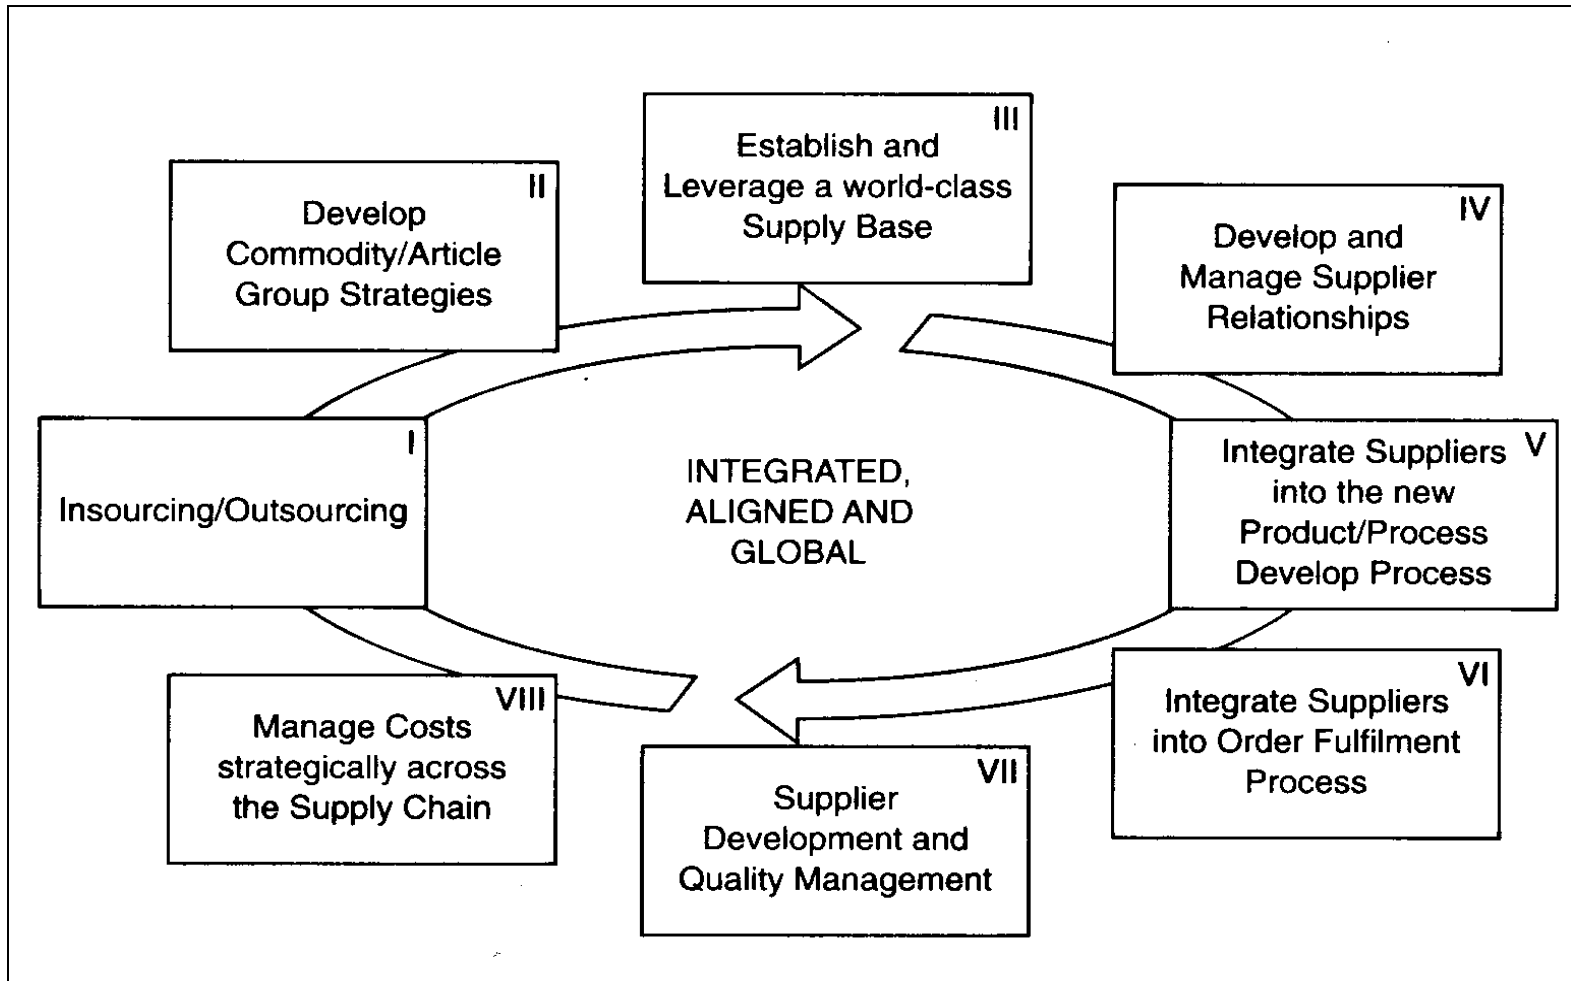 I
Insourcing/Outsourcing
II
Develop
Commodity/Article
Group Strategies
III
Establish and
Leverage a world-class
Supply Base
IV
Develop and
Manage Supplier
Relationships
V
Integrate Suppliers
into the new
Product/Process
Develop Process
VI
Integrate Suppliers
into Order Fulfilment
Process
VII
Supplier
Development and
Quality Management
VIII
Manage Costs
strategically across
the Supply Chain
INTEGRATED,
ALIGNED AND
GLOBAL